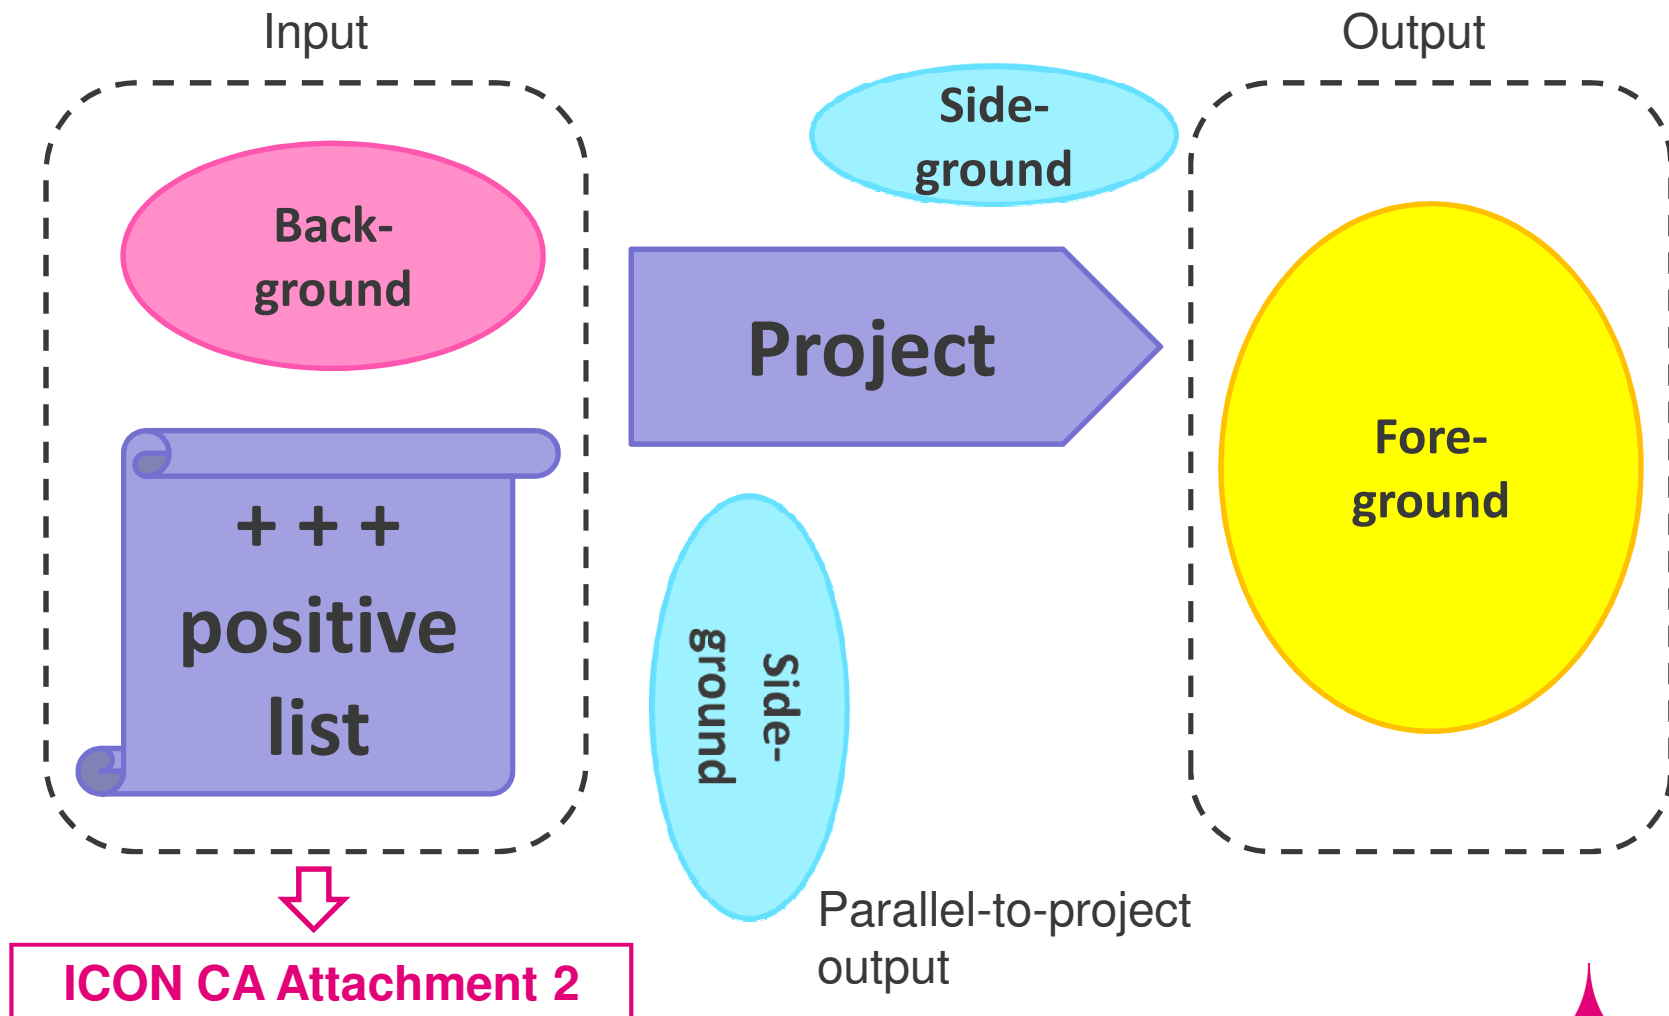 Input
Output
Back-
ground
+ + +
positive
list
Side-
ground
Project
Side-
ground
Parallel-to-project
output
Fore-
ground
ICON CA Attachment 2